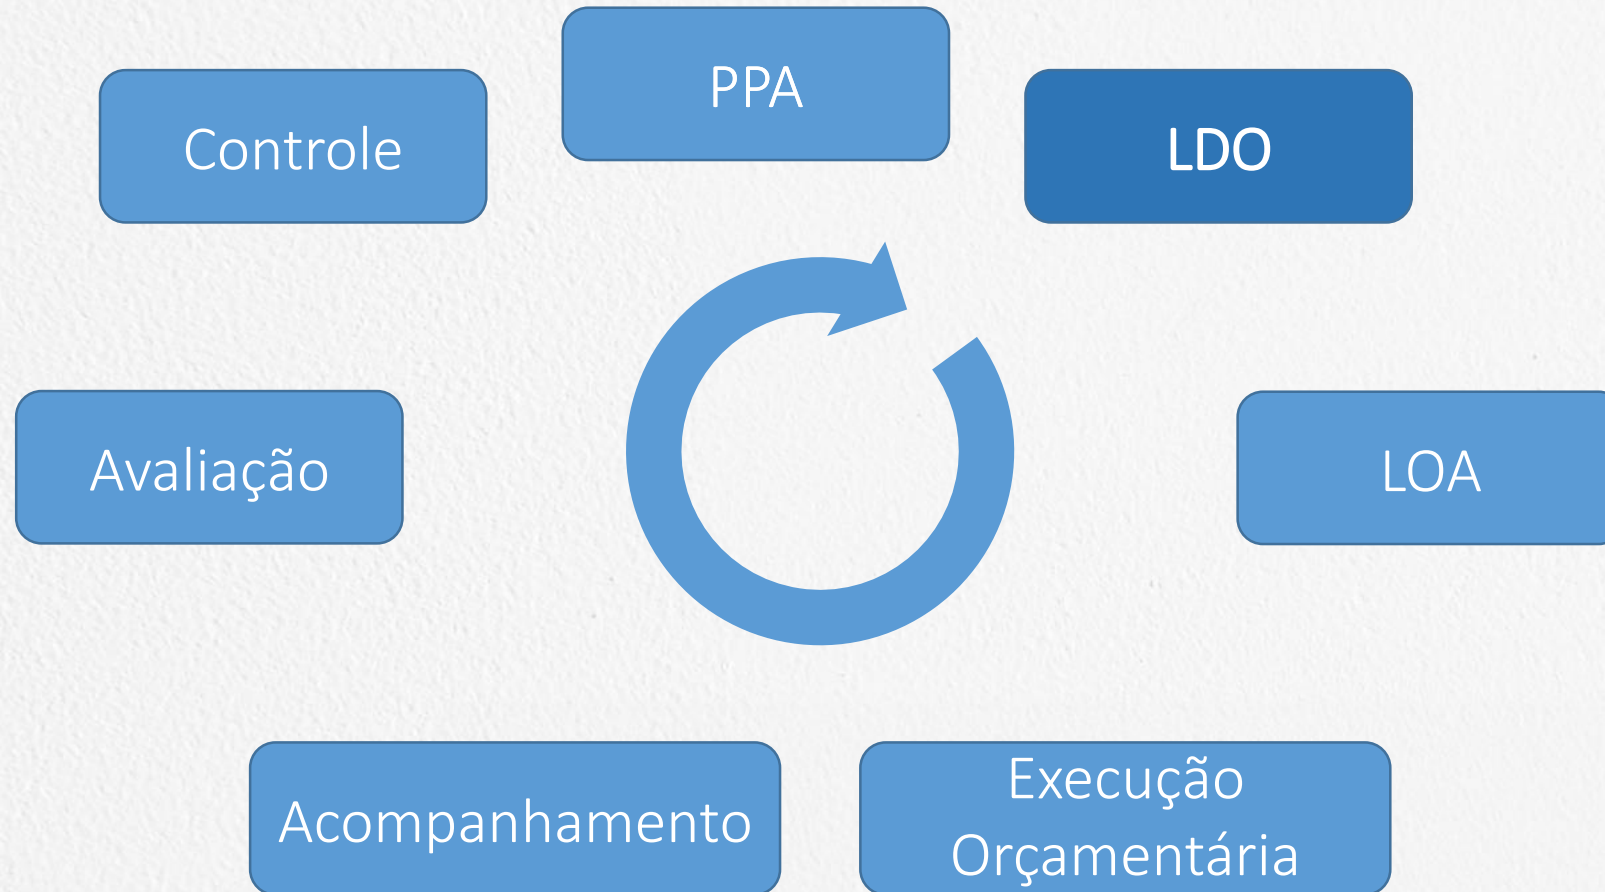 PPA
LDO
Controle
LOA
Avaliação
Execução
Orçamentária
Acompanhamento